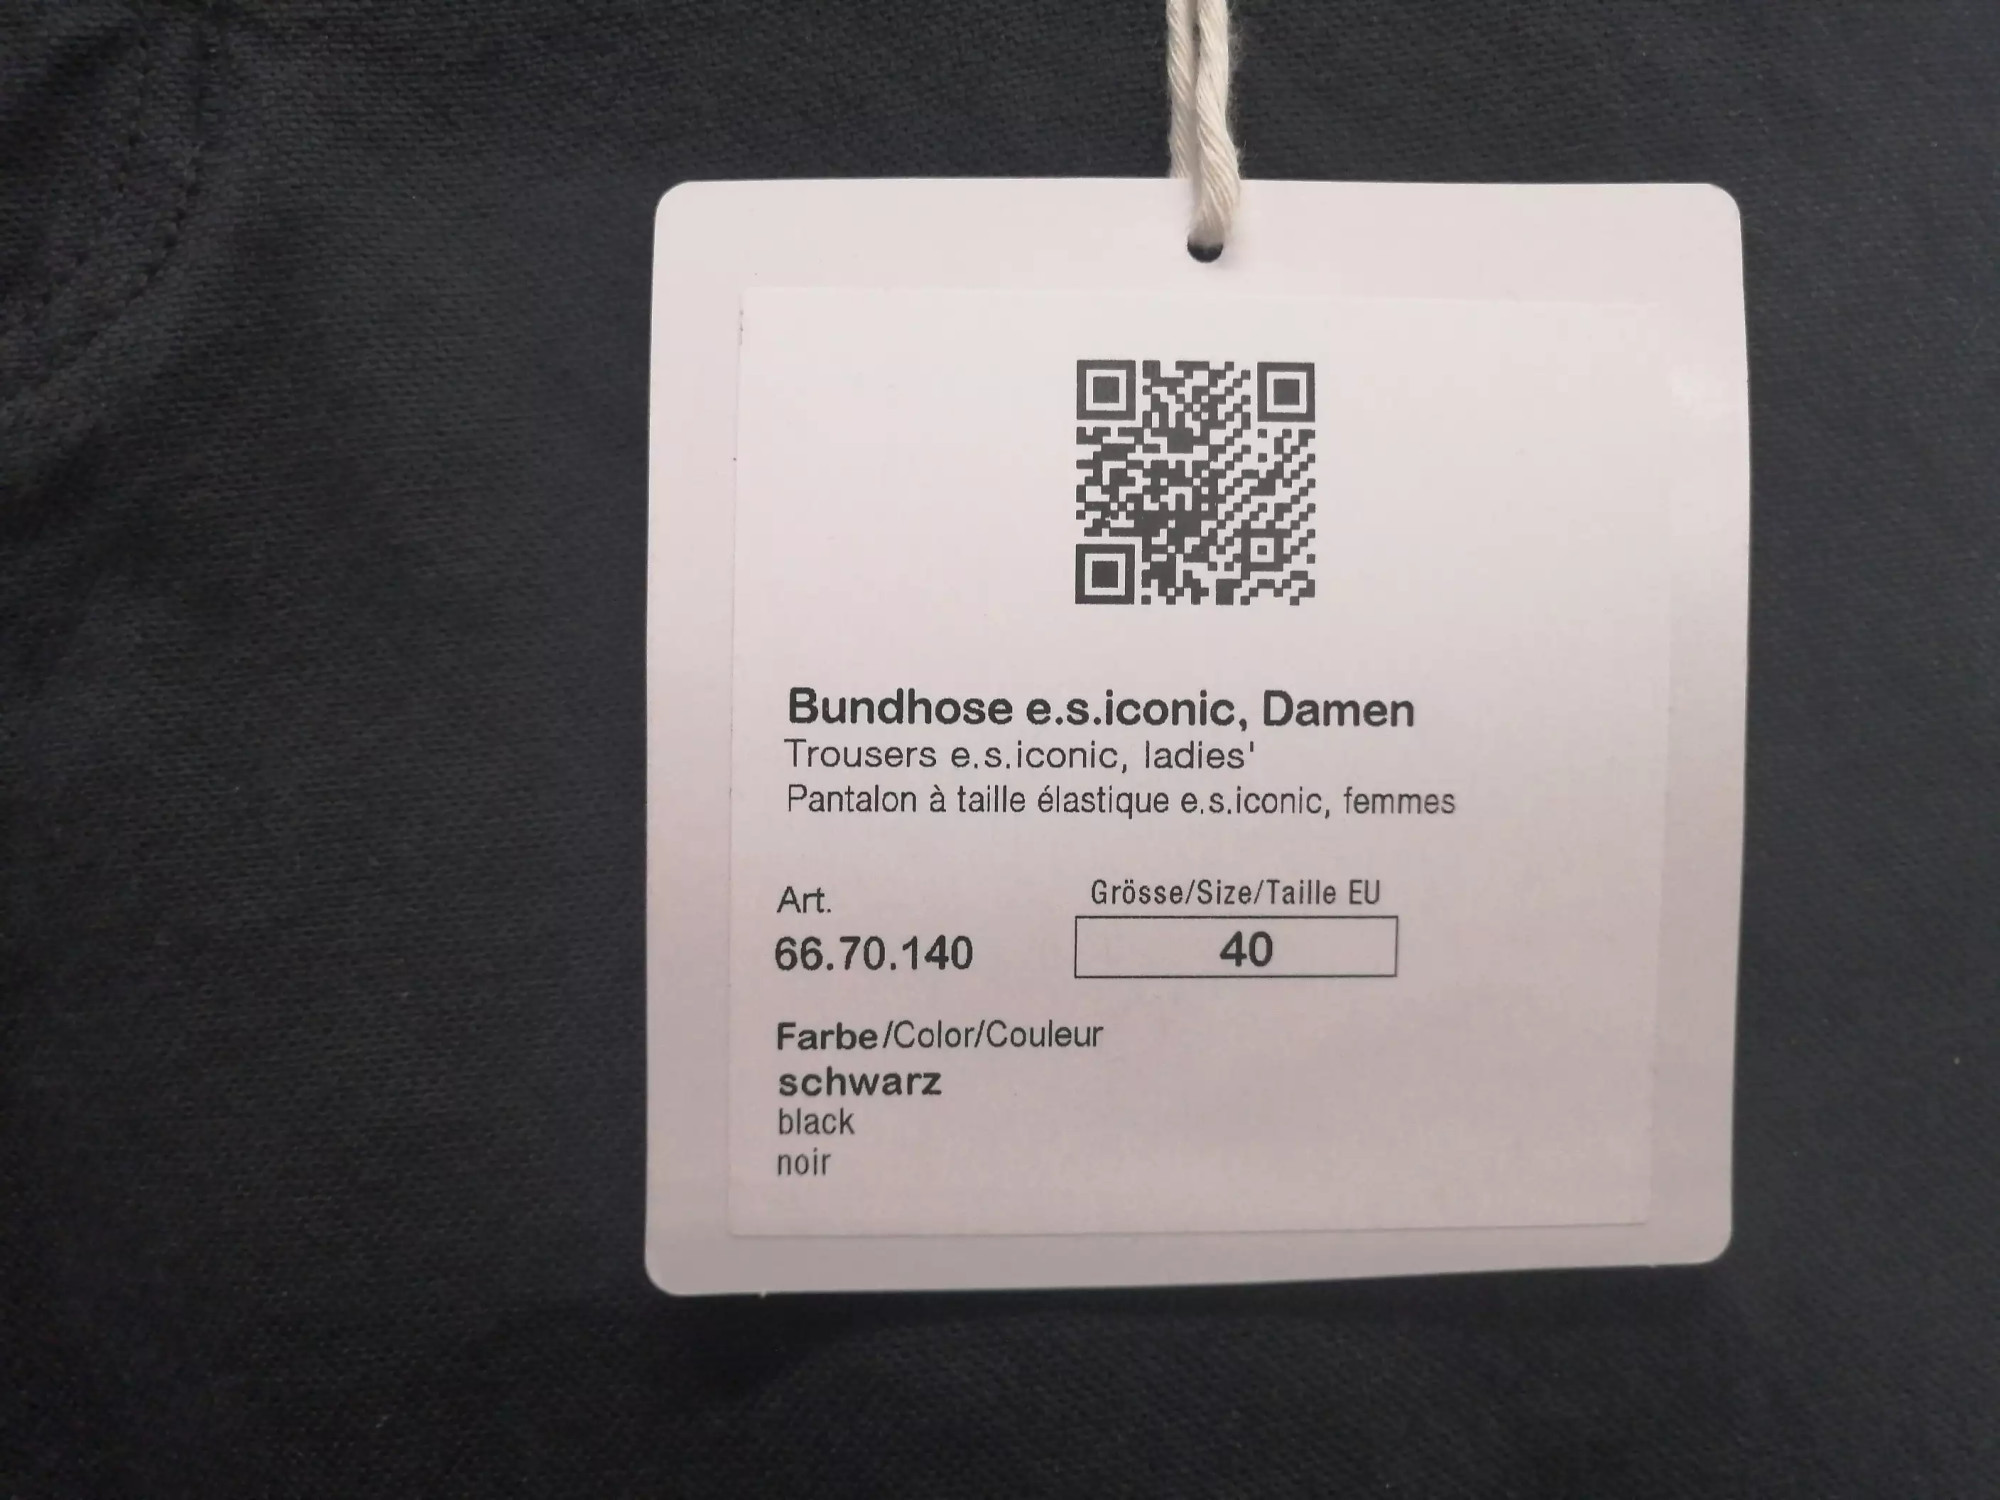 Bundhose e.s.iconic, Damen
Trousers e.s.iconic, ladies'
Pantalon à taille élastique e.s.iconic, femmes
Art.
66.70.140
Grösse/Size/Taille EU
40
Farbe/Color/Couleur
schwarz
black
noir